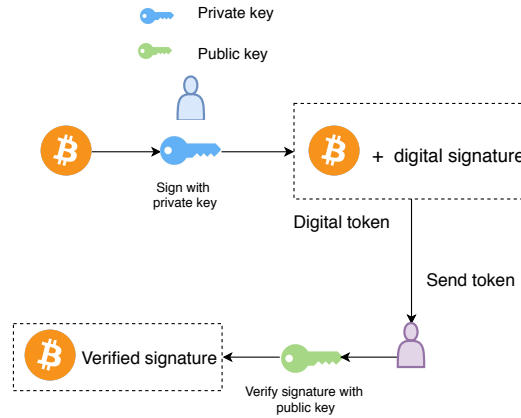 Private key
Public key
+ digital signature
Sign with
private key
Digital token
Send token
Verified signature
Verify signature with
public key